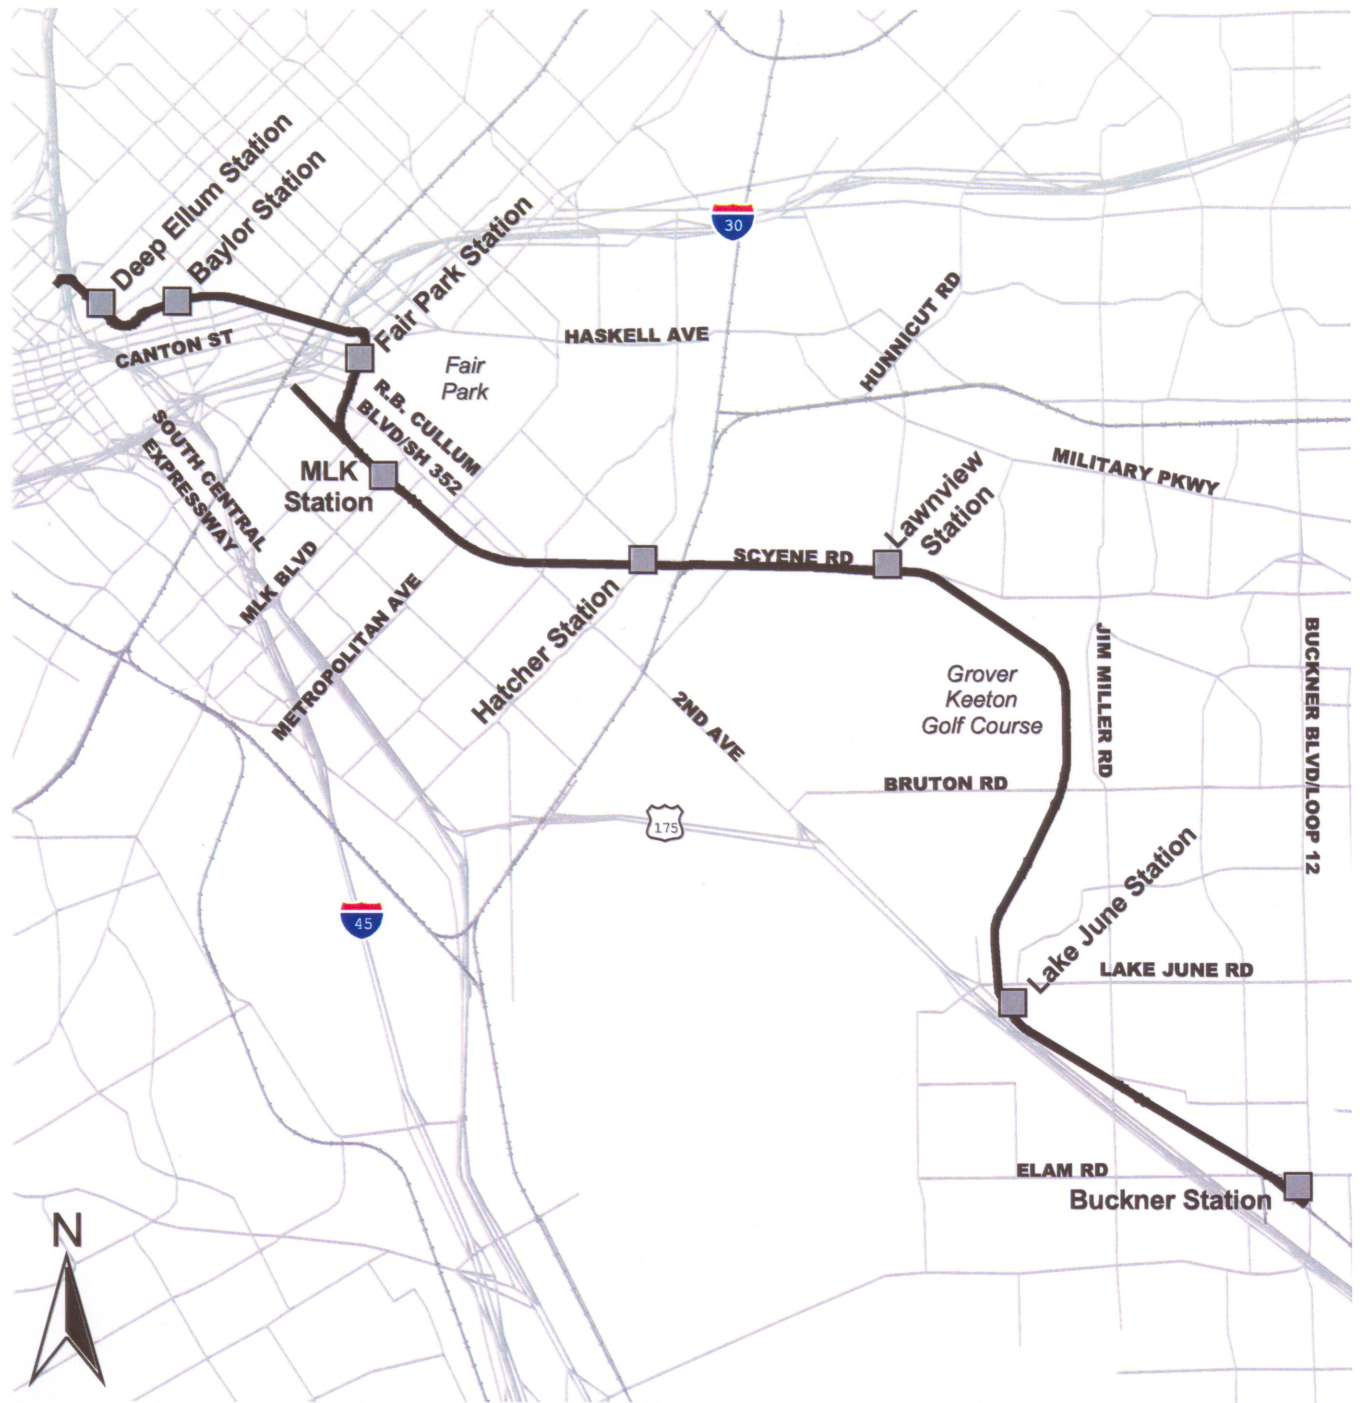 Deep Ellum Station
Baylor Station
Fair Park Station
30
CANTON ST
HASKELL AVE
HUNNICUT RD
Fair
Park
R.B. CULLUM
BLVD/SH 352
SOUTH CENTRAL
EXPRESSWAY
MLK
Station
MILITARY PKWY
Lawnview
Station
SCYENE RD
MLK BLVD
METROPOLITAN AVE
Hatcher Station
2ND AVE
Grover
Keeton
Golf Course
JIM MILLER RD
BUCKNER BLVD/LOOP 12
BRUTON RD
175
45
Lake June Station
LAKE JUNE RD
ELAM RD
Buckner Station
N